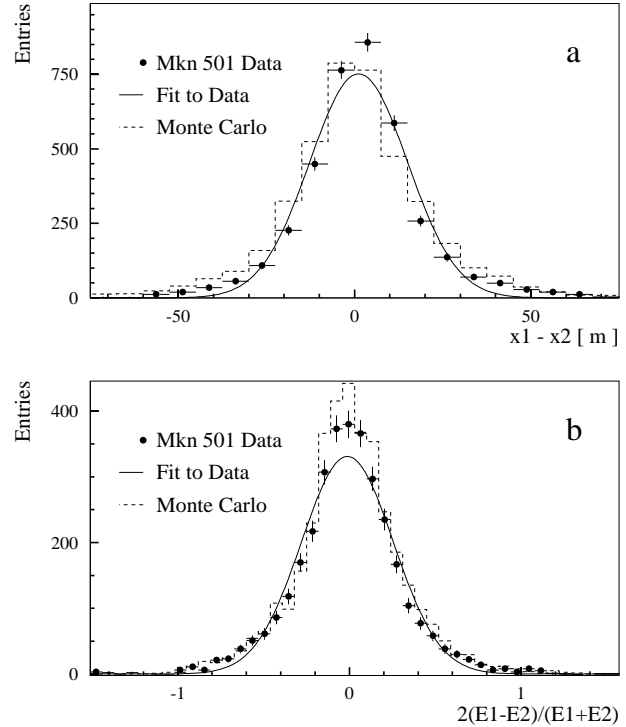 Entries
a
750
500
250
0
Mkn 501 Data
Fit to Data
Monte Carlo
-50
0
50
x1 - x2 [ m ]
Entries
b
400
200
0
Mkn 501 Data
Fit to Data
Monte Carlo
-1
0
1
2(E1-E2)/(E1+E2)